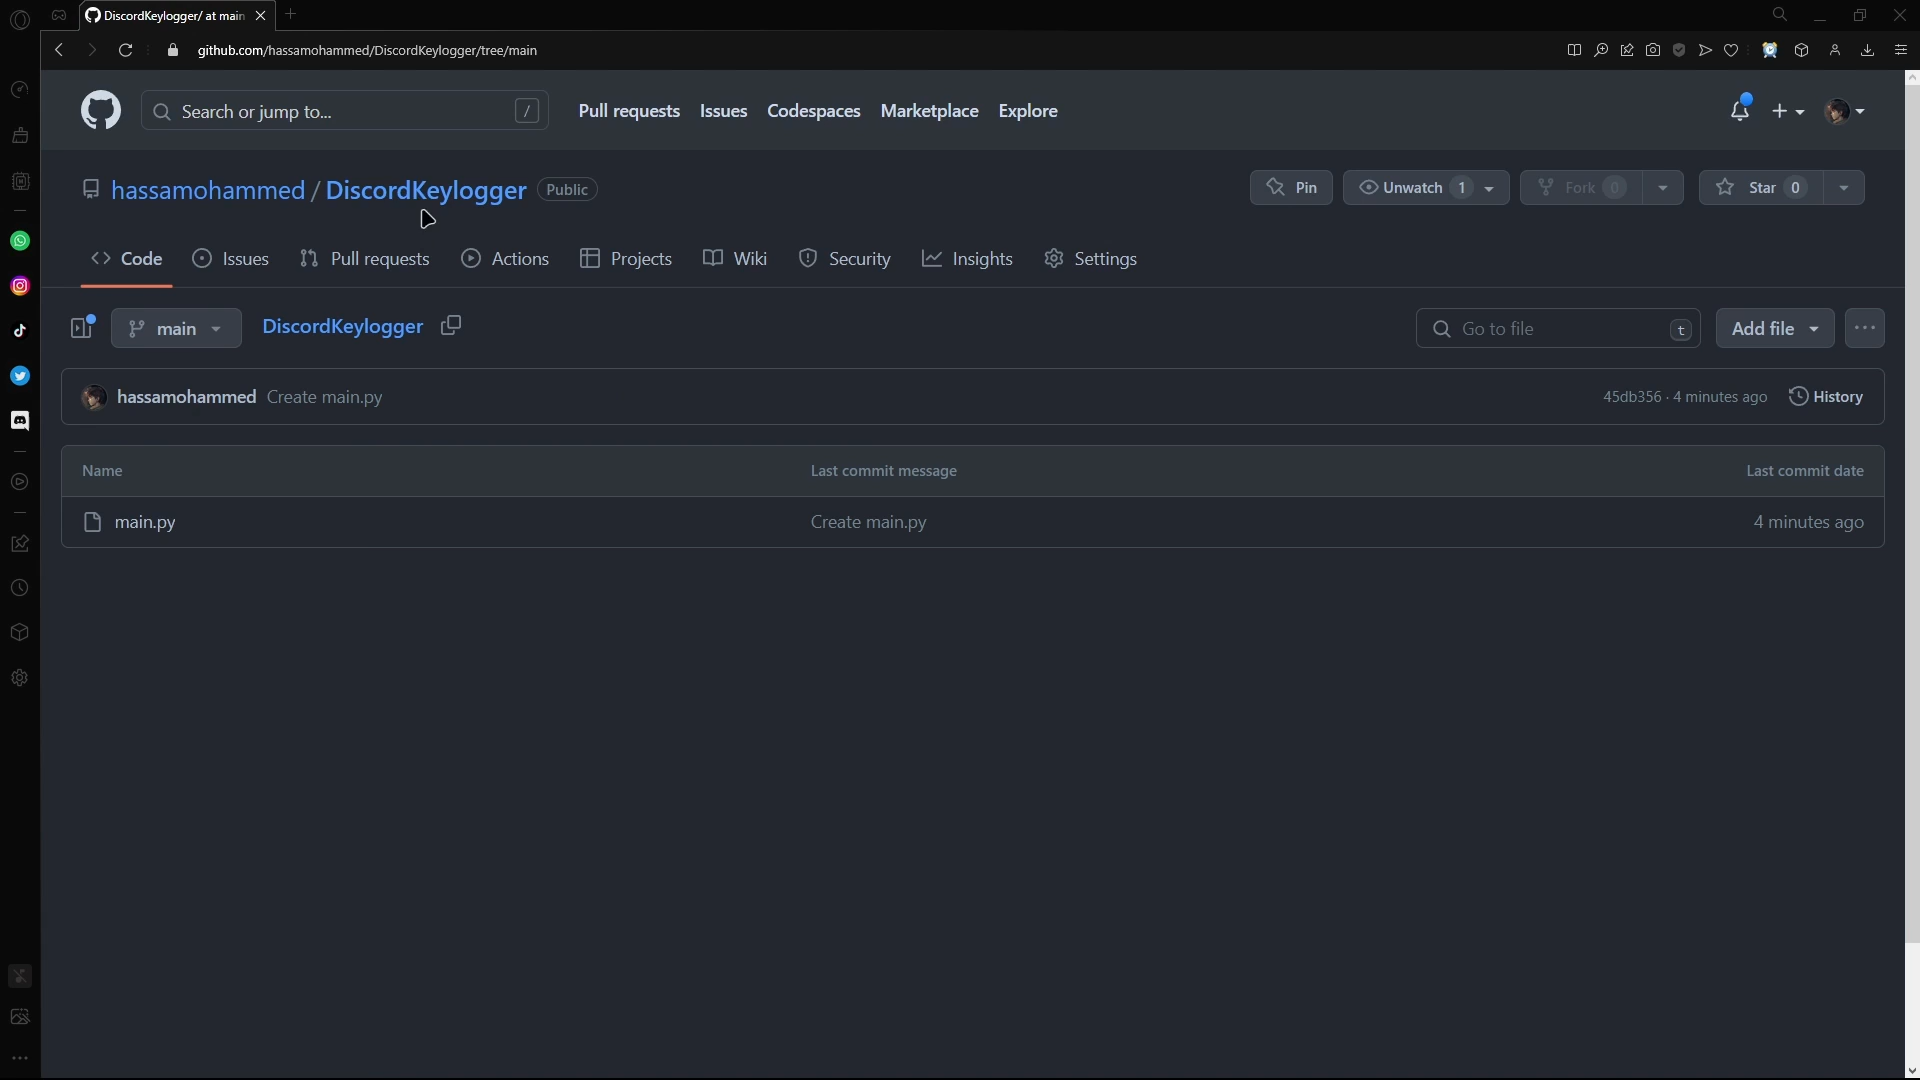 DiscordKeylogger/ at main
github.com/hassamohammed/DiscordKeylogger/tree/main
Search or jump to... /
Pull requests Issues Codespaces Marketplace Explore
hassamohammed / DiscordKeylogger Public
Pin Unwatch 1 Fork 0 Star 0
Code Issues Pull requests Actions Projects Wiki Security Insights Settings
main DiscordKeylogger Go to file t Add file
hassamohammed Create main.py 45db356 · 4 minutes ago History
Name Last commit message Last commit date
main.py Create main.py 4 minutes ago